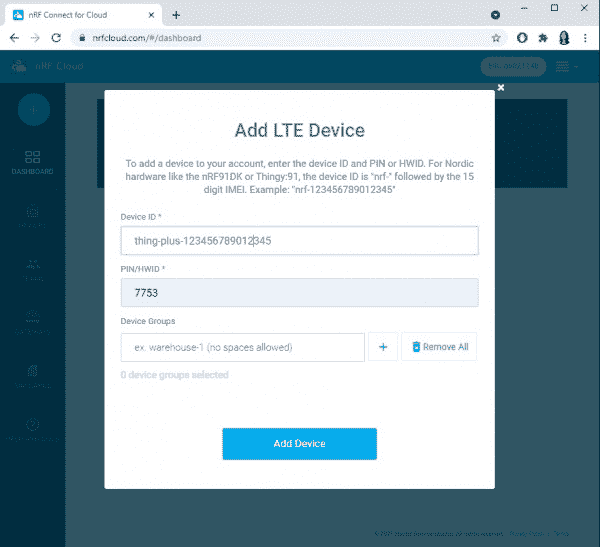 nRF Connect for Cloud
nrfcloud.com/#/dashboard
nRF Cloud
Add LTE Device
To add a device to your account, enter the device ID and PIN or HWID. For Nordic
hardware like the nRF91DK or Thingy:91, the device ID is "nrf-" followed by the 15
digit IMEI. Example: "nrf-123456789012345"
Device ID *
thing-plus-123456789012345
PIN/HWID *
7753
Device Groups
ex. warehouse-1 (no spaces allowed)
+
Remove All
0 device groups selected
Add Device
DASHBOARD